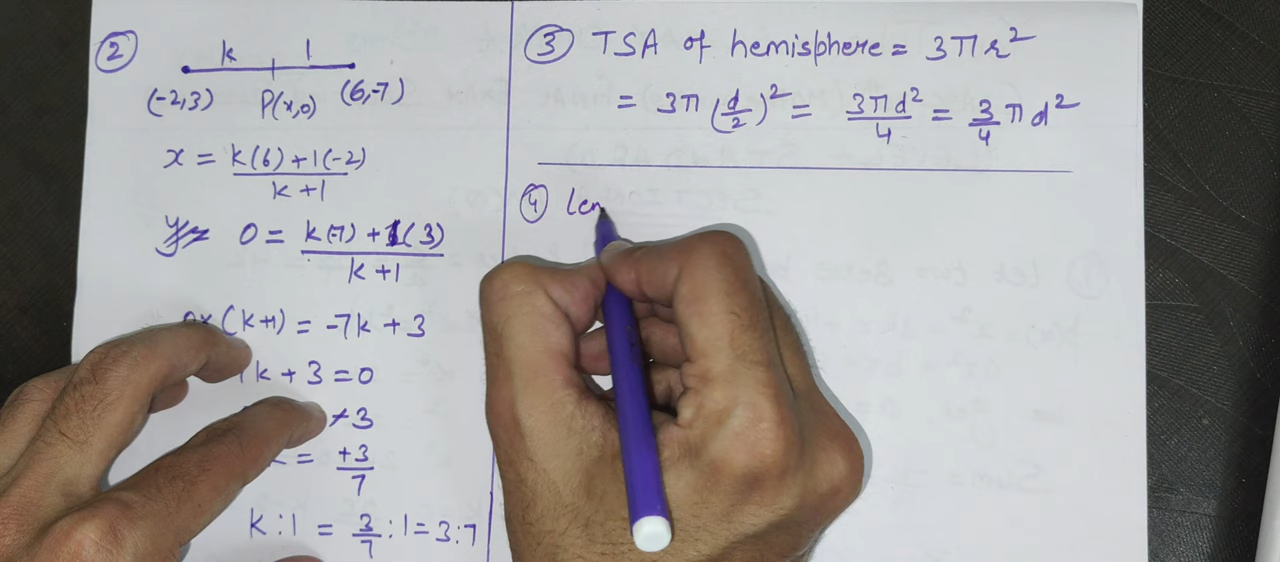 ②
k 1
(-2,3) P(x,0) (6,-7)
x = k(6)+1(-2) / k+1
0 = k(-7)+1(3) / k+1
(k+1) = -7k+3
k+3=0
3
= +3/7
k:1 = 3/7:1=3:7
③ TSA of hemisphere = 3πr²
= 3π(d/2)² = 3πd²/4 = 3/4 πd²
④ Len